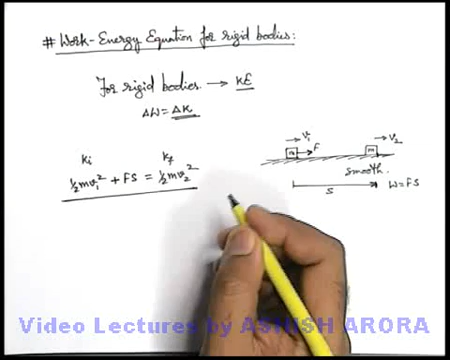 # Work-Energy Equation for rigid bodies:
For rigid bodies → KE
ΔW = ΔK
Ki Kf
½mv₁² + FS = ½mv₂²
v₁ v₂
m F m
smooth.
S W=FS
Video Lectures by ASHISH ARORA